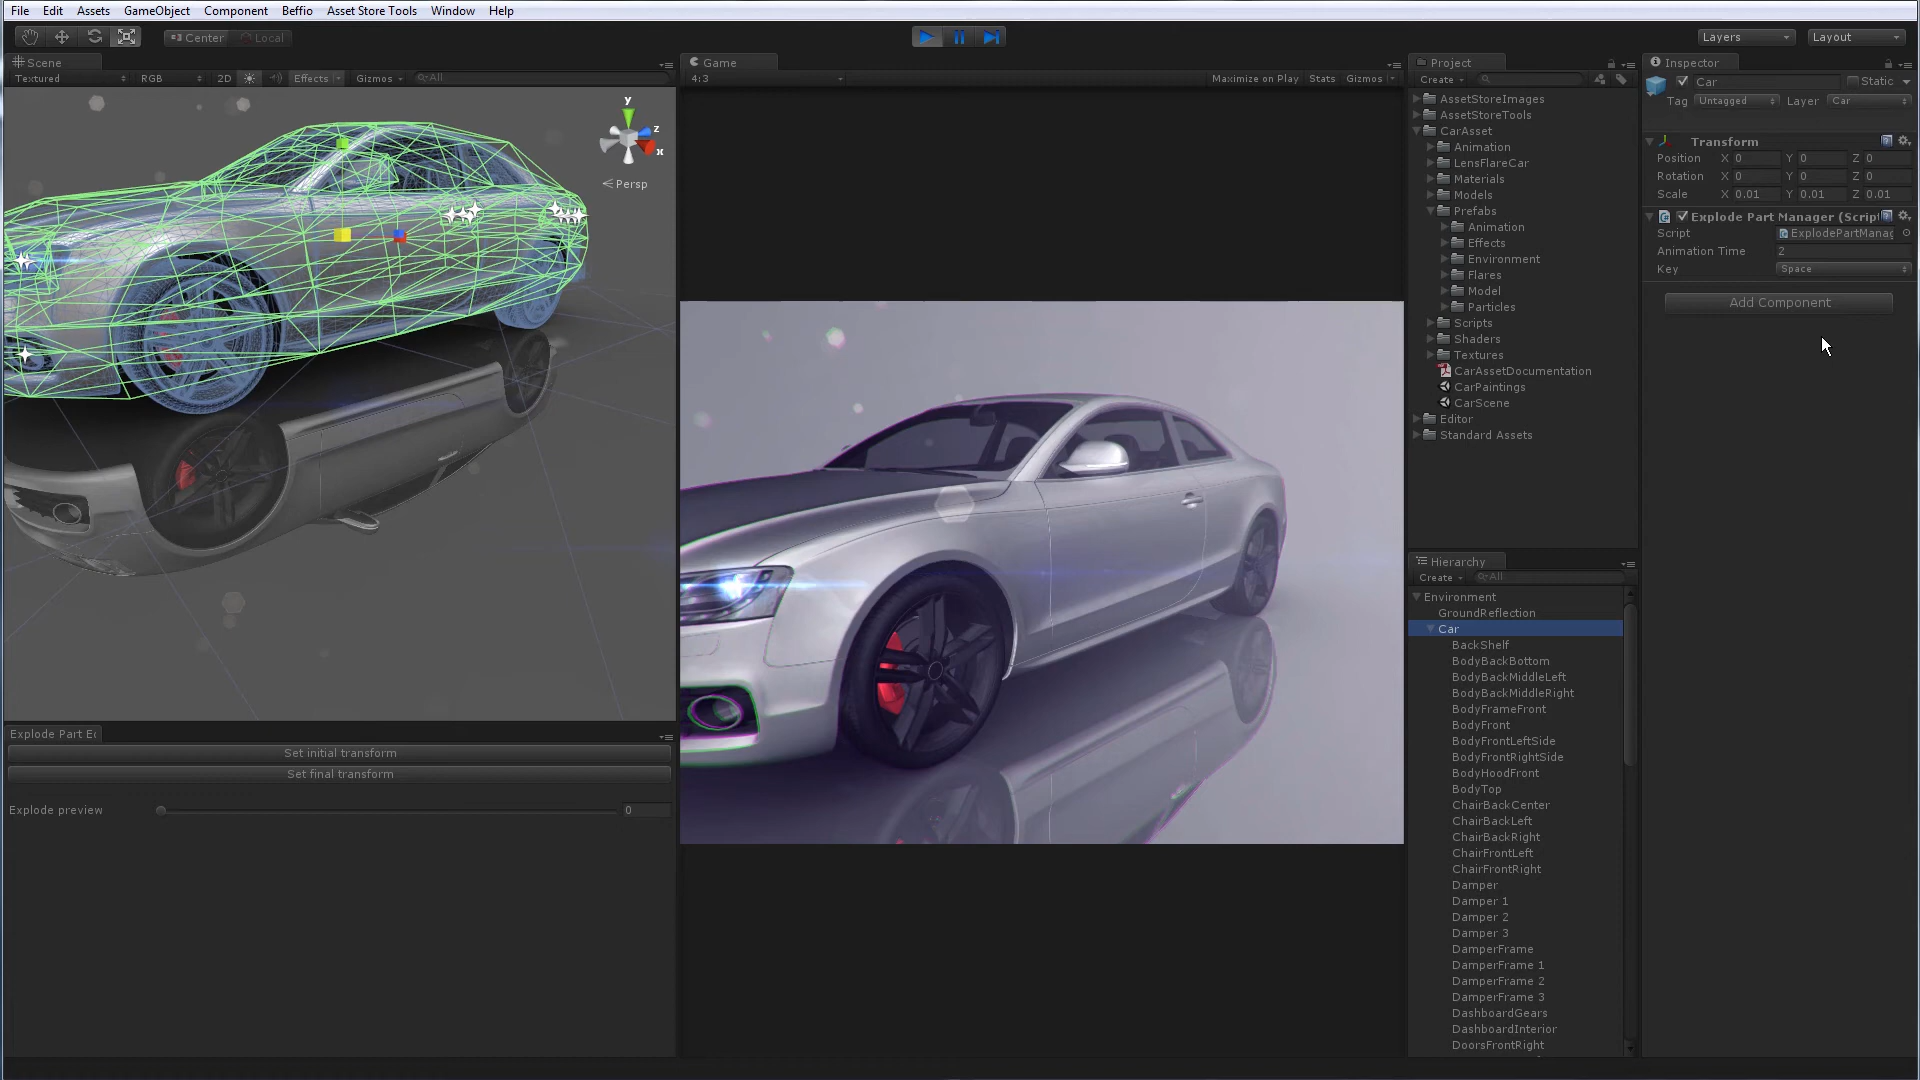 File Edit Assets GameObject Component Beffio Asset Store Tools Window Help
Center Local
Layers Layout
Scene
Textured RGB 2D Effects Gizmos All
y
z
x
Persp
Explode Part Ec
Set initial transform
Set final transform
Explode preview 0
Game
4:3 Maximize on Play Stats Gizmos
Project
Create
AssetStoreImages
AssetStoreTools
CarAsset
Animation
LensFlareCar
Materials
Models
Prefabs
Animation
Effects
Environment
Flares
Model
Particles
Scripts
Shaders
Textures
CarAssetDocumentation
CarPaintings
CarScene
Editor
Standard Assets
Hierarchy
Create All
Environment
GroundReflection
Car
BackShelf
BodyBackBottom
BodyBackMiddleLeft
BodyBackMiddleRight
BodyFrameFront
BodyFront
BodyFrontLeftSide
BodyFrontRightSide
BodyHoodFront
BodyTop
ChairBackCenter
ChairBackLeft
ChairBackRight
ChairFrontLeft
ChairFrontRight
Damper
Damper 1
Damper 2
Damper 3
DamperFrame
DamperFrame 1
DamperFrame 2
DamperFrame 3
DashboardGears
DashboardInterior
DoorsFrontRight
Inspector
Car Static
Tag Untagged Layer Car
Transform
Position X 0 Y 0 Z 0
Rotation X 0 Y 0 Z 0
Scale X 0.01 Y 0.01 Z 0.01
Explode Part Manager (Script
Script ExplodePartManag
Animation Time 2
Key Space
Add Component